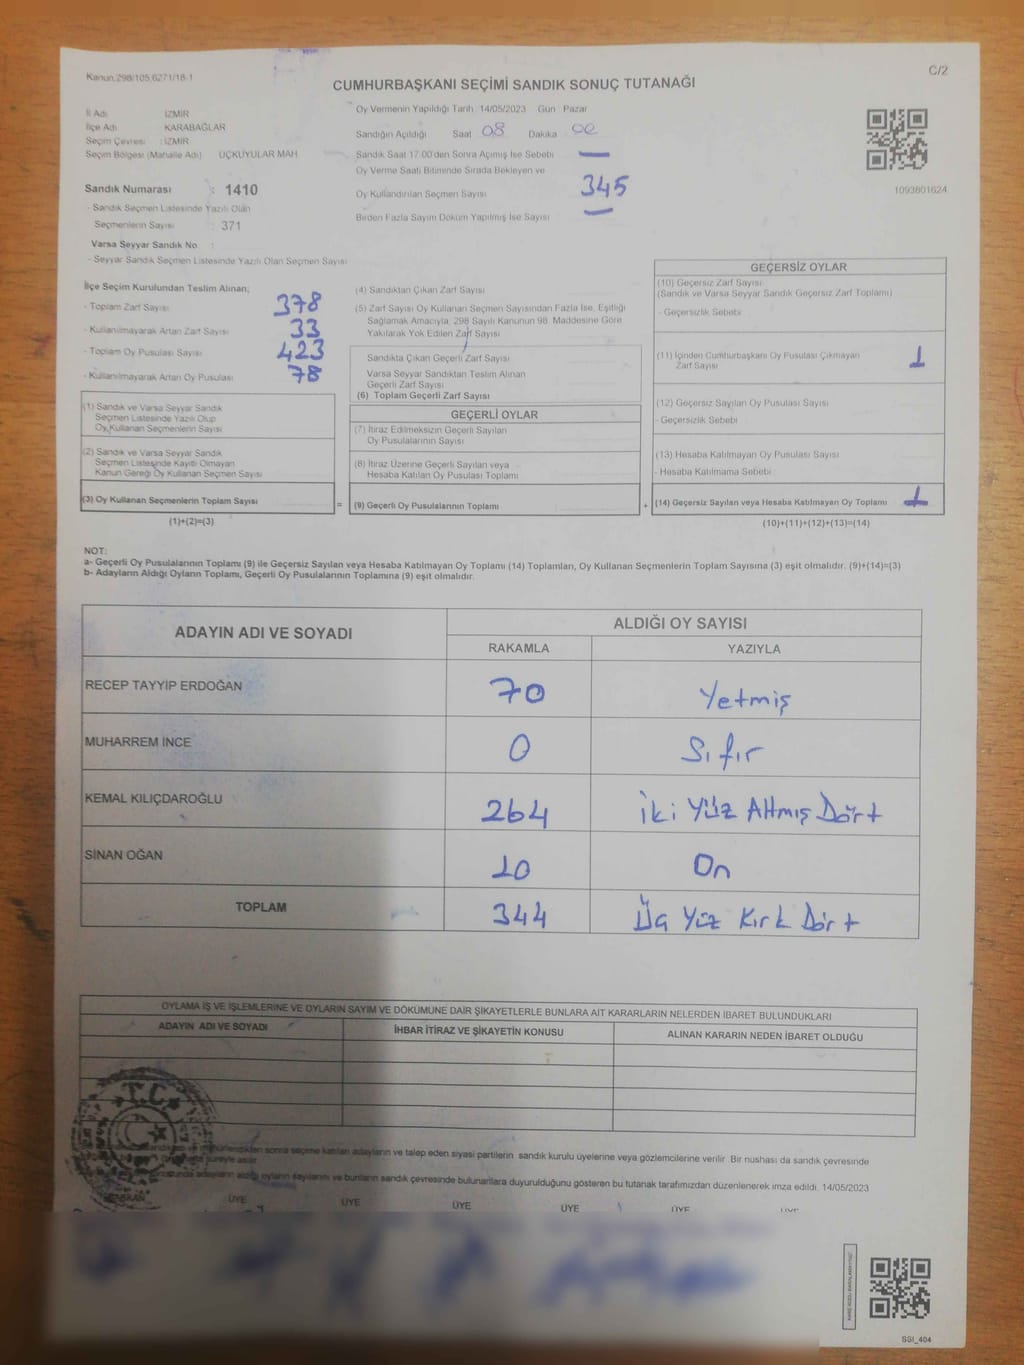 Kanun:298/105,6271/18-1
C/2
CUMHURBAŞKANI SEÇİMİ SANDIK SONUÇ TUTANAĞI
İl Adı : İZMİR
İlçe Adı : KARABAĞLAR
Seçim Çevresi : İZMİR
Seçim Bölgesi (Mahalle Adı) : ÜÇKUYULAR MAH
Sandık Numarası : 1410
- Sandık Seçmen Listesinde Yazılı Olan
Seçmenlerin Sayısı : 371
Varsa Seyyar Sandık No :
- Seyyar Sandık Seçmen Listesinde Yazılı Olan Seçmen Sayısı
Oy Vermenin Yapıldığı Tarih 14/05/2023 Gün Pazar
Sandığın Açıldığı Saat 08 Dakika 00
Sandık Saat 17:00'den Sonra Açılmış İse Sebebi —
Oy Verme Saati Bitiminde Sırada Bekleyen ve
Oy Kullandırılan Seçmen Sayısı 345
Birden Fazla Sayım Döküm Yapılmış İse Sayısı —
1093801624
İlçe Seçim Kurulundan Teslim Alınan;
- Toplam Zarf Sayısı 378
- Kullanılmayarak Artan Zarf Sayısı 33
- Toplam Oy Pusulası Sayısı 423
- Kullanılmayarak Artan Oy Pusulası 78
(1) Sandık ve Varsa Seyyar Sandık
Seçmen Listesinde Yazılı Olup
Oy Kullanan Seçmenlerin Sayısı
(2) Sandık ve Varsa Seyyar Sandık
Seçmen Listesinde Kayıtlı Olmayan
Kanun Gereği Oy Kullanan Seçmen Sayısı
(3) Oy Kullanan Seçmenlerin Toplam Sayısı =
(1)+(2)=(3)
(4) Sandıktan Çıkan Zarf Sayısı
(5) Zarf Sayısı Oy Kullanan Seçmen Sayısından Fazla İse, Eşitliği
Sağlamak Amacıyla, 298 Sayılı Kanunun 98. Maddesine Göre
Yakılarak Yok Edilen Zarf Sayısı
Sandıkta Çıkan Geçerli Zarf Sayısı
Varsa Seyyar Sandıktan Teslim Alınan
Geçerli Zarf Sayısı
(6) Toplam Geçerli Zarf Sayısı
GEÇERLİ OYLAR
(7) İtiraz Edilmeksizin Geçerli Sayılan
Oy Pusulalarının Sayısı
(8) İtiraz Üzerine Geçerli Sayılan veya
Hesaba Katılan Oy Pusulası Toplamı
(9) Geçerli Oy Pusulalarının Toplamı +
GEÇERSİZ OYLAR
(10) Geçersiz Zarf Sayısı
(Sandık ve Varsa Seyyar Sandık Geçersiz Zarf Toplamı)
- Geçersizlik Sebebi
(11) İçinden Cumhurbaşkanı Oy Pusulası Çıkmayan
Zarf Sayısı 1
(12) Geçersiz Sayılan Oy Pusulası Sayısı
- Geçersizlik Sebebi
(13) Hesaba Katılmayan Oy Pusulası Sayısı
- Hesaba Katılmama Sebebi
(14) Geçersiz Sayılan veya Hesaba Katılmayan Oy Toplamı 1
(10)+(11)+(12)+(13)=(14)
NOT:
a- Geçerli Oy Pusulalarının Toplamı (9) ile Geçersiz Sayılan veya Hesaba Katılmayan Oy Toplamı (14) Toplamları, Oy Kullanan Seçmenlerin Toplam Sayısına (3) eşit olmalıdır. (9)+(14)=(3)
b- Adayların Aldığı Oyların Toplamı, Geçerli Oy Pusulalarının Toplamına (9) eşit olmalıdır.
ADAYIN ADI VE SOYADI
ALDIĞI OY SAYISI
RAKAMLA YAZIYLA
RECEP TAYYİP ERDOĞAN 70 Yetmiş
MUHARREM İNCE 0 Sıfır
KEMAL KILIÇDAROĞLU 264 İki Yüz Altmış Dört
SİNAN OĞAN 10 On
TOPLAM 344 Üç Yüz Kırk Dört
OYLAMA İŞ VE İŞLEMLERİNE VE OYLARIN SAYIM VE DÖKÜMÜNE DAİR ŞİKAYETLERLE BUNLARA AİT KARARLARIN NELERDEN İBARET BULUNDUKLARI
ADAYIN ADI VE SOYADI İHBAR İTİRAZ VE ŞİKAYETİN KONUSU ALINAN KARARIN NEDEN İBARET OLDUĞU
T.C.
sonra seçime katılan adayların ve talep eden siyasi partilerin sandık kurulu üyelerine veya gözlemcilerine verilir. Bir nüshası da sandık çevresinde
süreyle asılır.
adayların aldığı oyların sayılarını ve bunların sandık çevresinde bulunanlara duyurulduğunu gösteren bu tutanak tarafımızdan düzenlenerek imza edildi. 14/05/2023
BAŞKAN ÜYE ÜYE ÜYE ÜYE ÜYE ÜYE
SSI_404